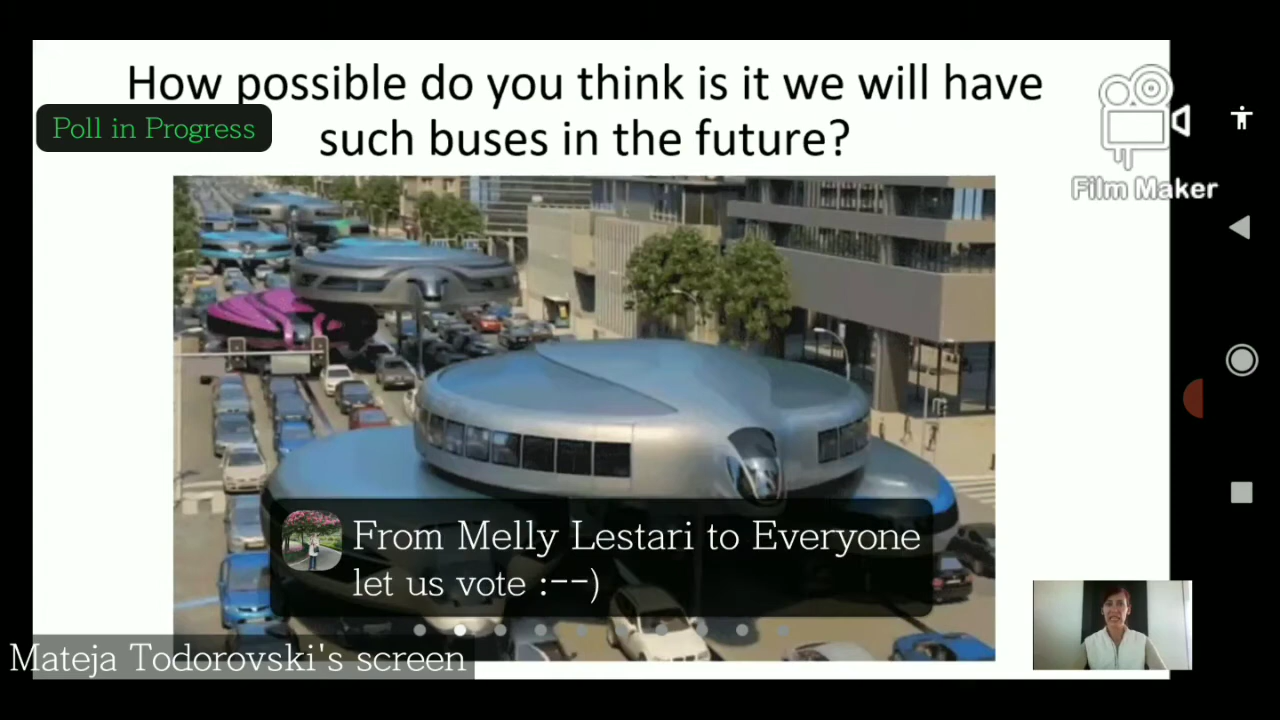 How possible do you think is it we will have
Poll in Progress
such buses in the future?
Film Maker
From Melly Lestari to Everyone
let us vote :--)
Mateja Todorovski's screen